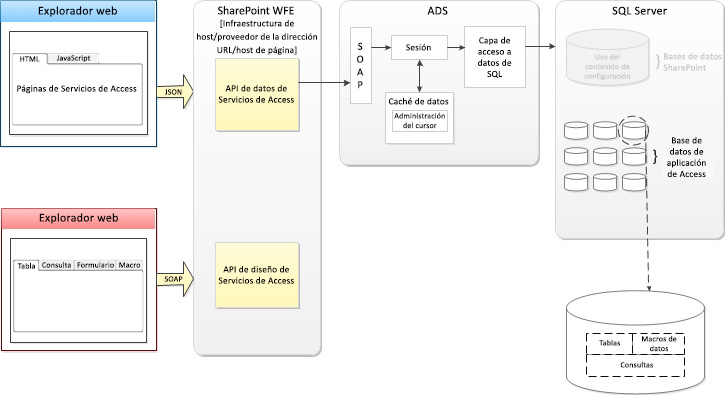 Explorador web
HTML
JavaScript
Páginas de Servicios de Access
JSON
Explorador web
Tabla
Consulta
Formulario
Macro
SOAP
SharePoint WFE
[Infraestructura de
host/proveedor de la dirección
URL/host de página]
API de datos de
Servicios de Access
API de diseño de
Servicios de Access
ADS
S
O
A
P
Sesión
Caché de datos
Administración
del cursor
Capa de
acceso a
datos de
SQL
SQL Server
Uso del
contenido de
configuración
} Bases de datos
SharePoint
} Base de
datos de
aplicación
de Access
Tablas
Macros de
datos
Consultas